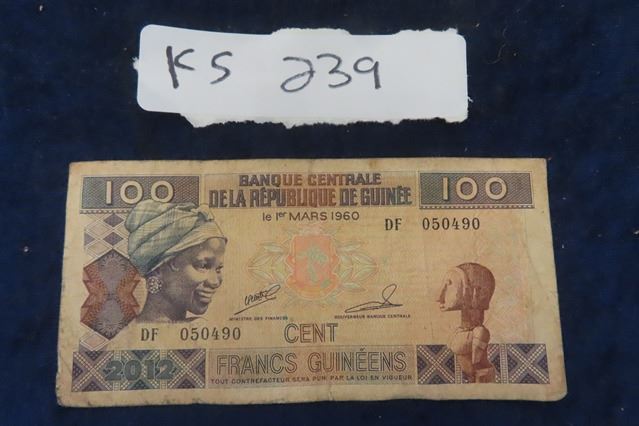 KS 239
100
BANQUE CENTRALE
100
DE LA RÉPUBLIQUE DE GUINÉE
le 1er MARS 1960
DF 050490
MINISTRE DES FINANCES
GOUVERNEUR BANQUE CENTRALE
DF 050490
CENT
2012
FRANCS GUINÉENS
TOUT CONTREFACTEUR SERA PUNI PAR LA LOI EN VIGUEUR